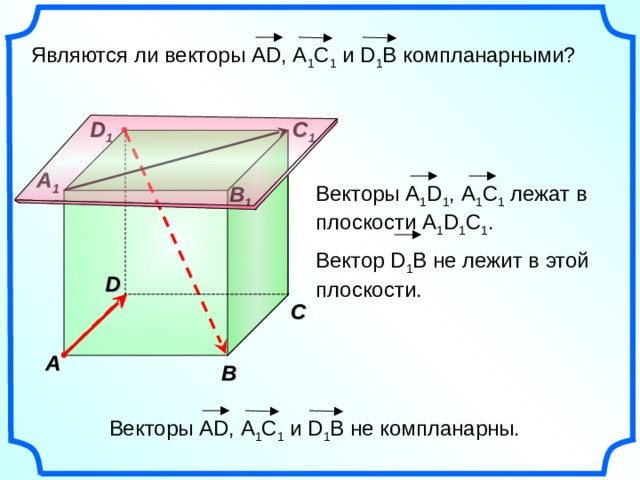 Являются ли векторы AD, A₁C₁ и D₁B компланарными?
D₁
C₁
A₁
B₁
Векторы A₁D₁, A₁C₁ лежат в
плоскости A₁D₁C₁.
Вектор D₁B не лежит в этой
плоскости.
D
C
A
B
Векторы AD, A₁C₁ и D₁B не компланарны.